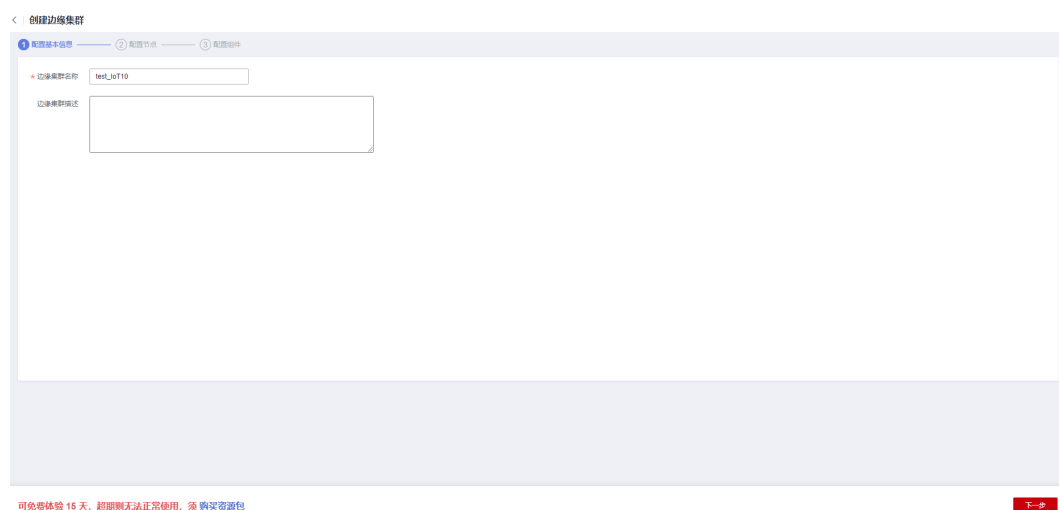 < 创建边缘集群
1 配置基本信息 2 配置节点 3 配置组件
* 边缘集群名称 test_IoT10
边缘集群描述
可免费体验 15 天，超期则无法正常使用，须 购买资源包 下一步